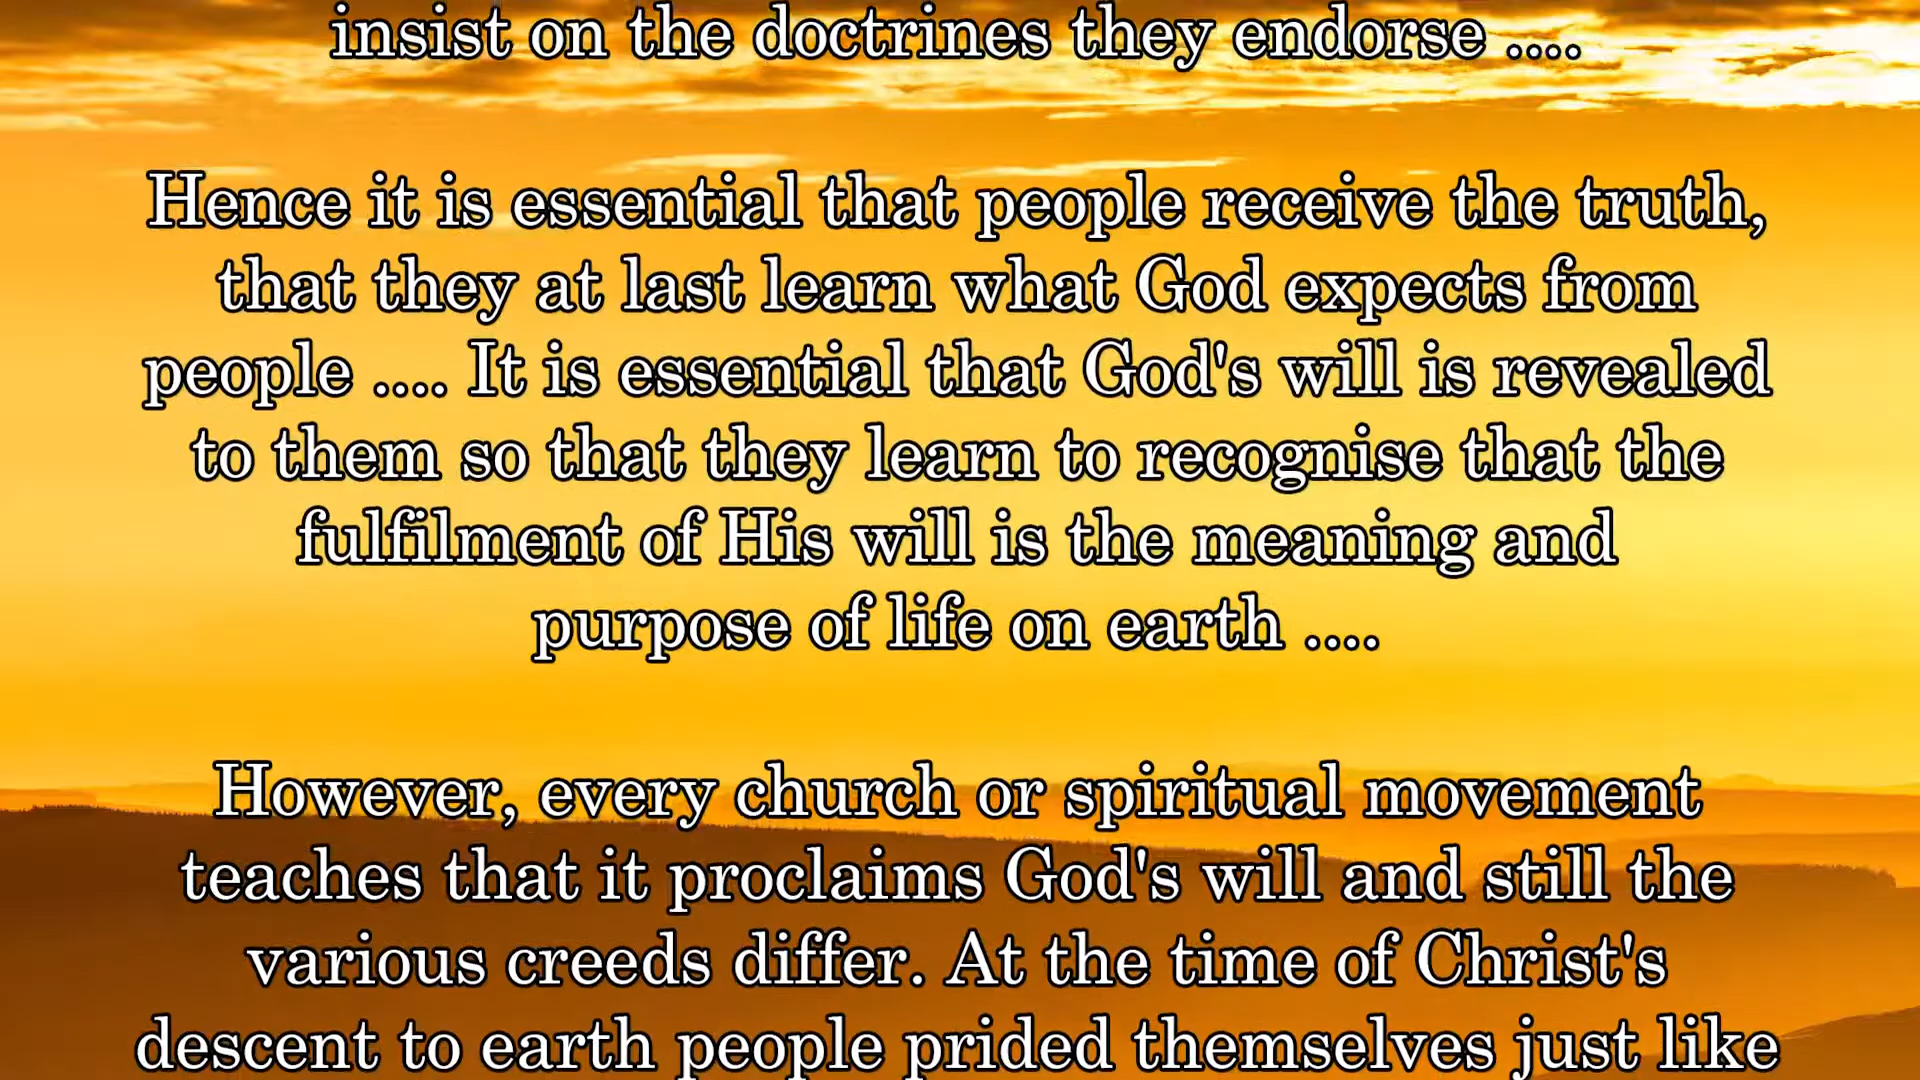 insist on the doctrines they endorse ....
Hence it is essential that people receive the truth,
that they at last learn what God expects from
people .... It is essential that God's will is revealed
to them so that they learn to recognise that the
fulfilment of His will is the meaning and
purpose of life on earth ....
However, every church or spiritual movement
teaches that it proclaims God's will and still the
various creeds differ. At the time of Christ's
descent to earth people prided themselves just like